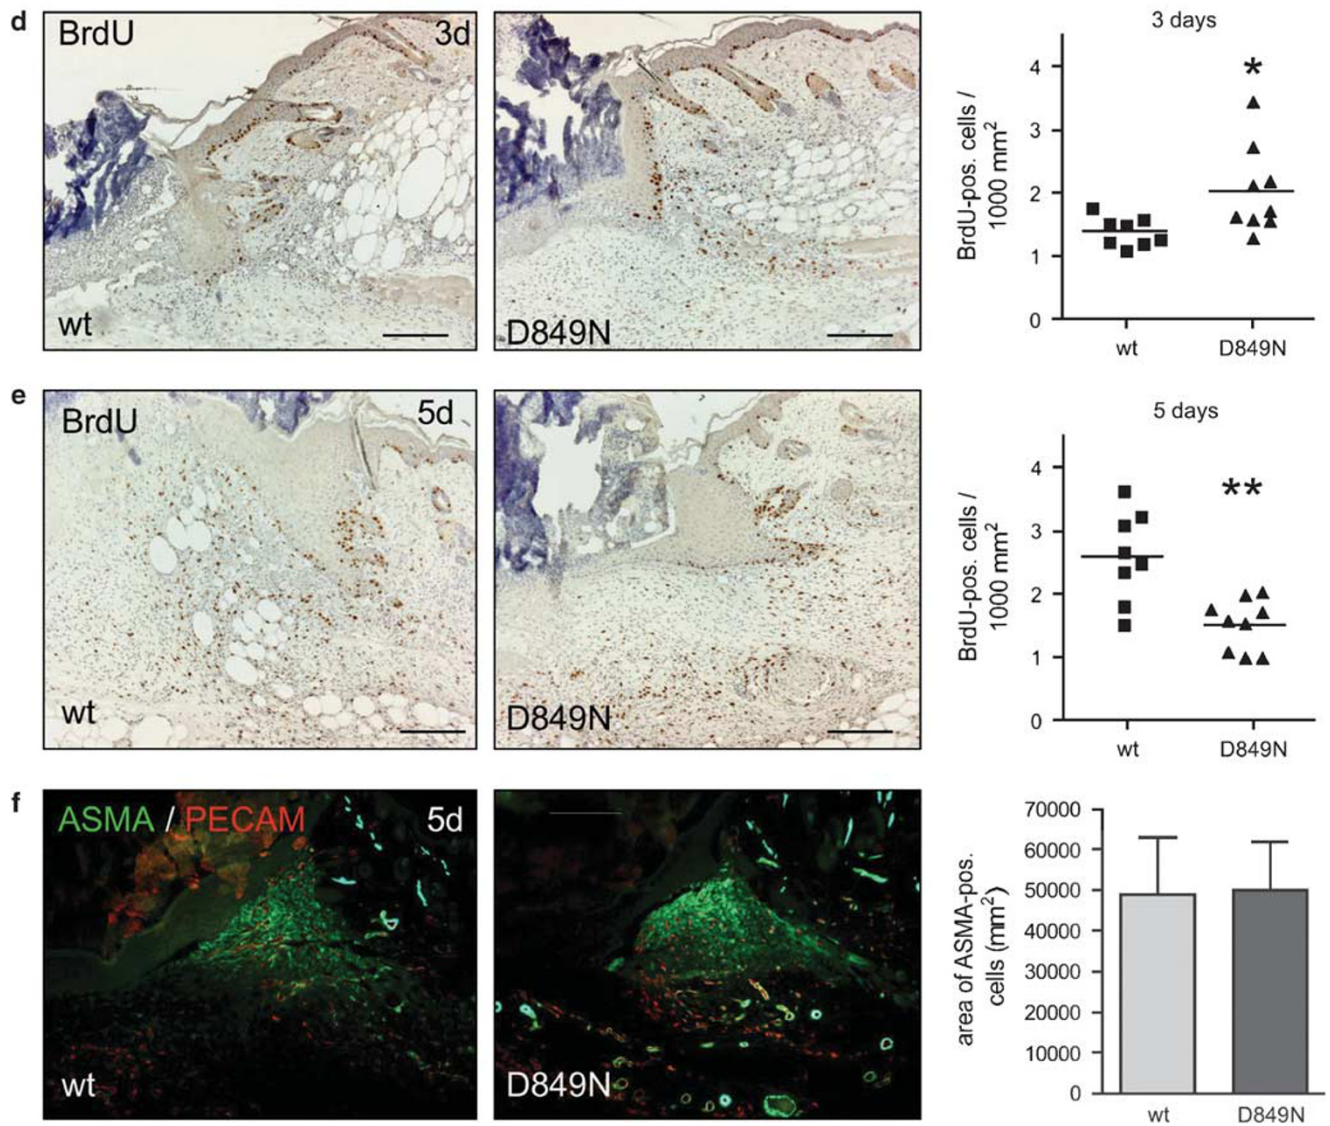 d
BrdU
3d
wt
D849N
3 days
BrdU-pos. cells /
1000 mm2
4
3
2
1
0
*
wt
D849N
e
BrdU
5d
wt
D849N
5 days
BrdU-pos. cells /
1000 mm2
4
3
2
1
0
**
wt
D849N
f
ASMA / PECAM
5d
wt
D849N
area of ASMA-pos.
cells (mm2)
70000
60000
50000
40000
30000
20000
10000
0
wt
D849N